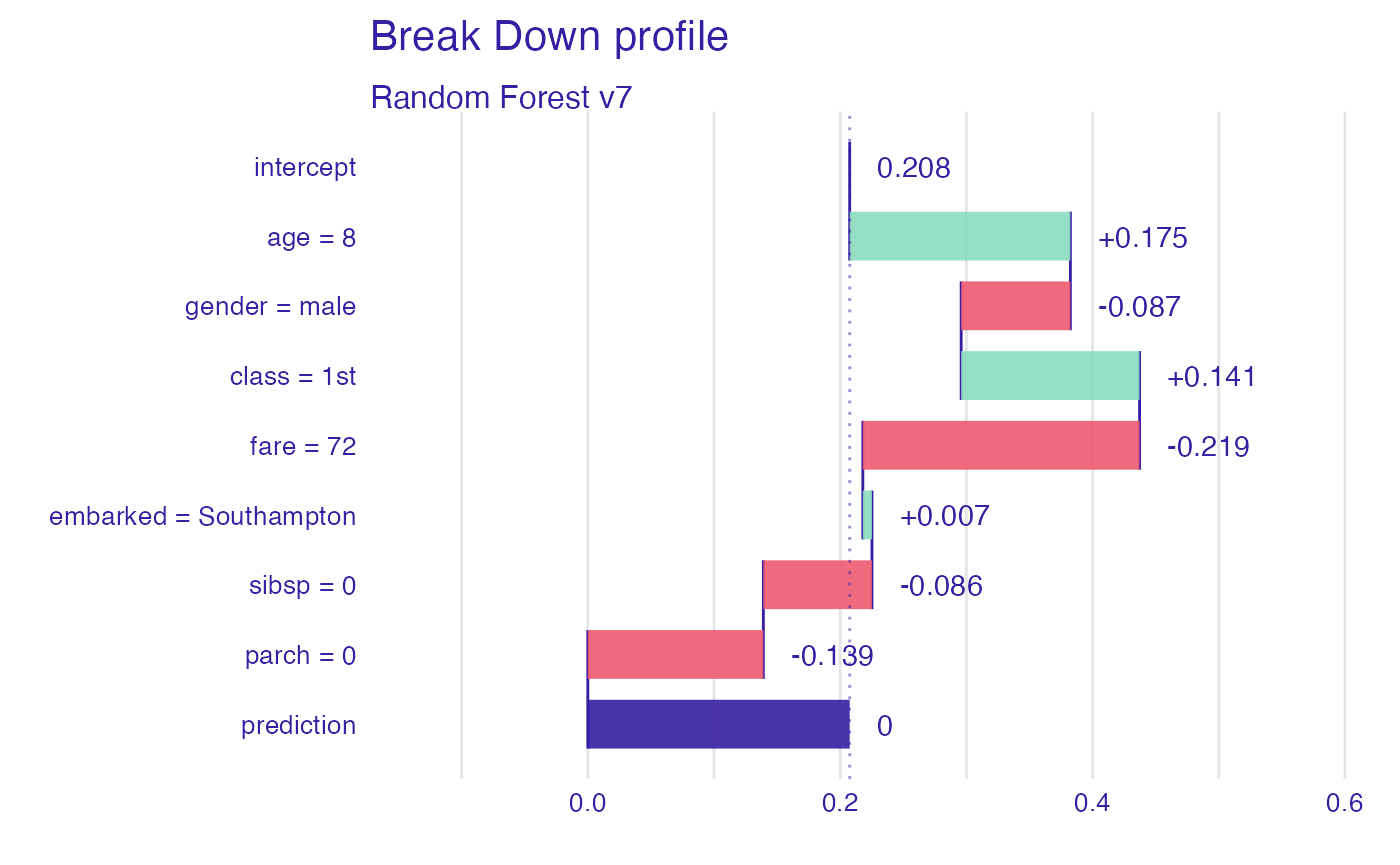 Break Down profile
Random Forest v7
intercept 0.208
age = 8 +0.175
gender = male -0.087
class = 1st +0.141
fare = 72 -0.219
embarked = Southampton +0.007
sibsp = 0 -0.086
parch = 0 -0.139
prediction 0
0.0 0.2 0.4 0.6